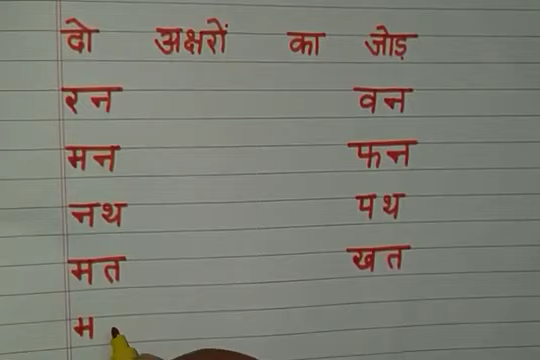 दो अक्षरों का जोड़
रन वन
मन फन
नथ पथ
मत खत
म